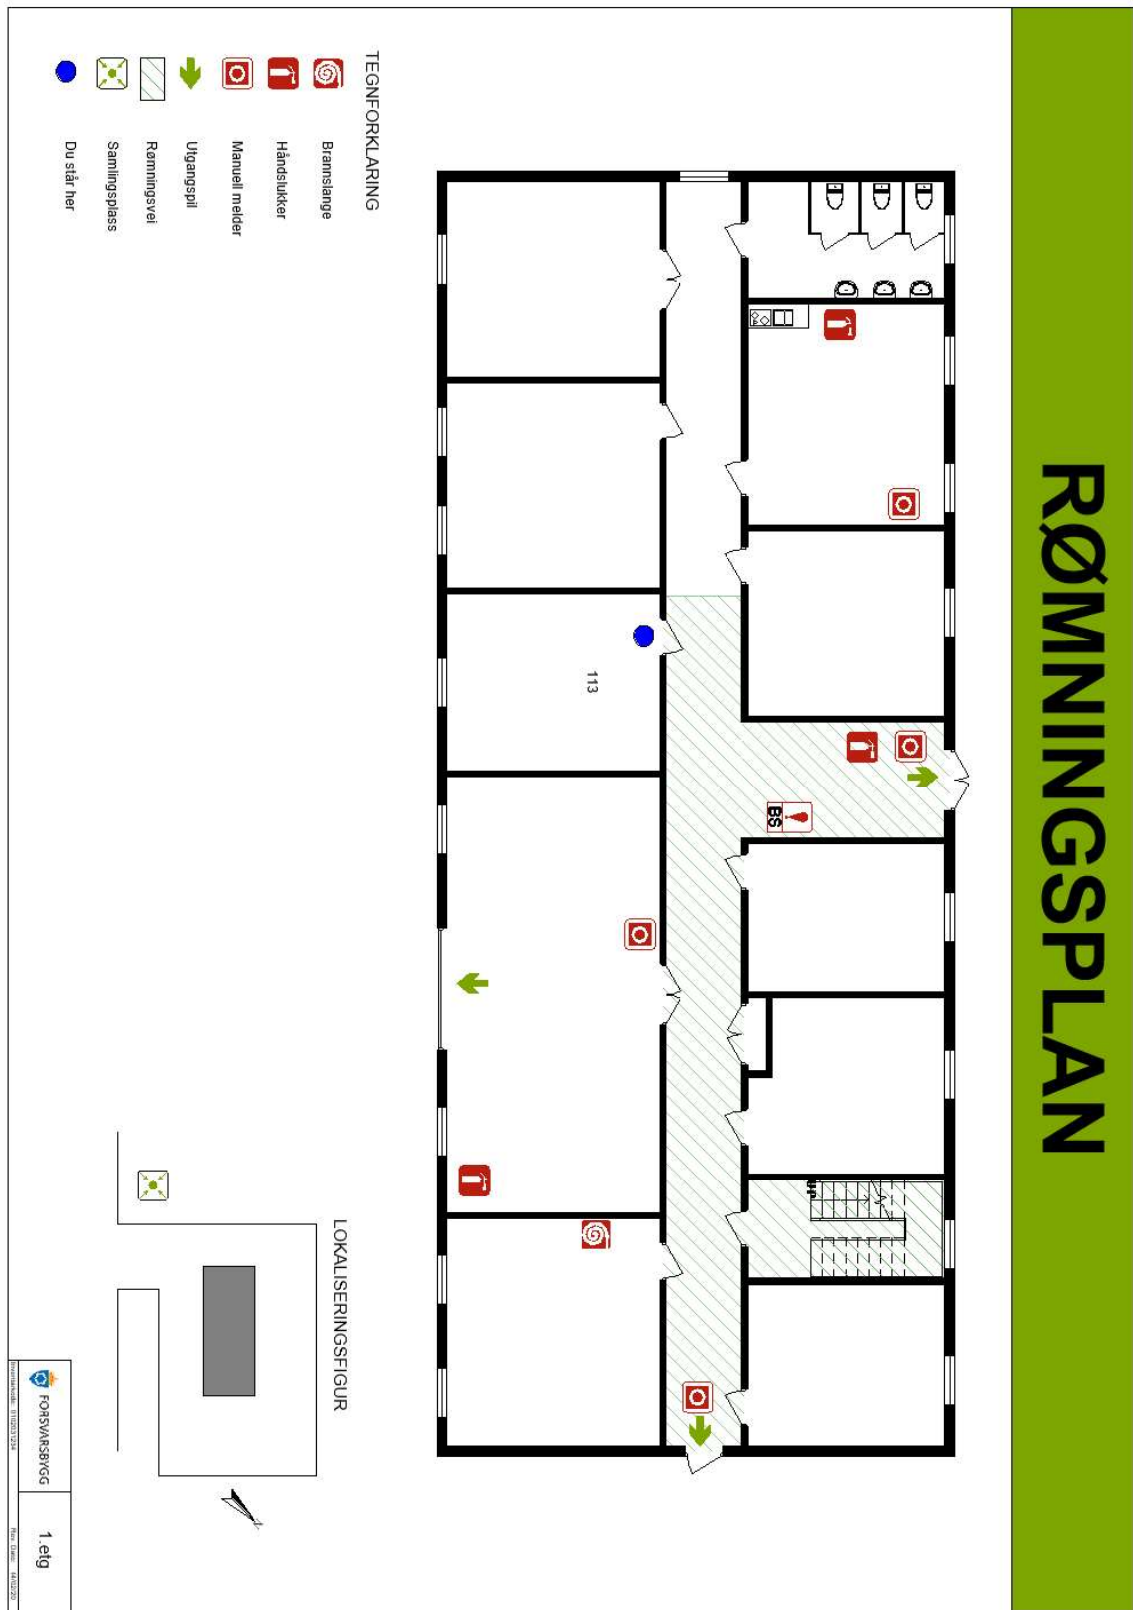 RØMNINGSPLAN
TEGNFORKLARING
Brannslange
Håndslukker
Manuell melder
Utgangspil
Rømningsvei
Samlingsplass
Du står her
113
BS
LOKALISERINGSFIGUR
N
FORSVARSBYGG
1.etg